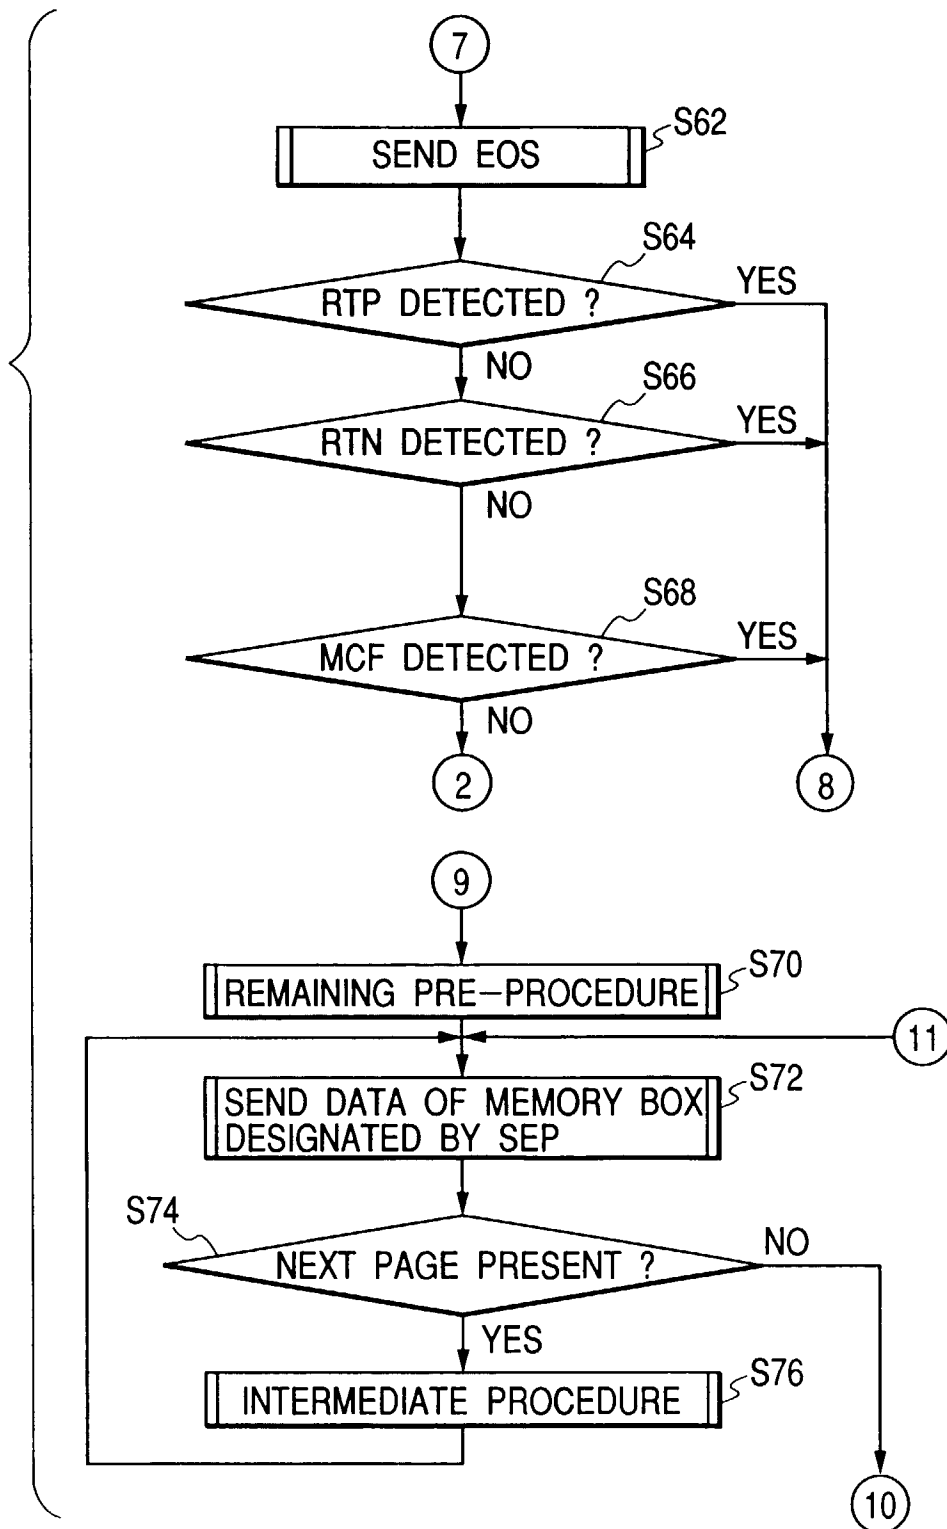 7
S62
SEND EOS
S64
RTP DETECTED ?
YES
NO
S66
RTN DETECTED ?
YES
NO
S68
MCF DETECTED ?
YES
NO
2
8
9
S70
REMAINING PRE-PROCEDURE
11
S72
SEND DATA OF MEMORY BOX
DESIGNATED BY SEP
S74
NEXT PAGE PRESENT ?
NO
YES
S76
INTERMEDIATE PROCEDURE
10